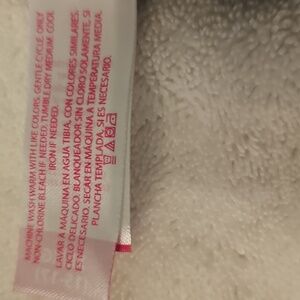 MACHINE WASH WARM WITH LIKE COLORS, GENTLE CYCLE. ONLY
NON-CHLORINE BLEACH IF NEEDED. TUMBLE DRY MEDIUM. COOL
IRON IF NEEDED.
LAVAR A MÁQUINA EN AGUA TIBIA, CON COLORES SIMILARES,
CICLO DELICADO. BLANQUEADOR SIN CLORO SOLAMENTE, SI
ES NECESARIO. SECAR EN MÁQUINA A TEMPERATURA MEDIA.
PLANCHA TEMPLADA, SI ES NECESARIO.